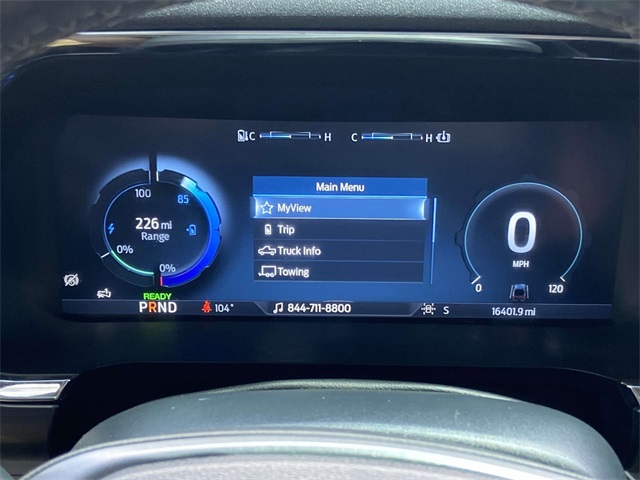 C H C H
Main Menu
MyView
Trip
Truck Info
Towing
100 85
226 mi
Range
0%
0%
0
MPH
0 120
READY
PRND 104° 844-711-8800 S 16401.9 mi